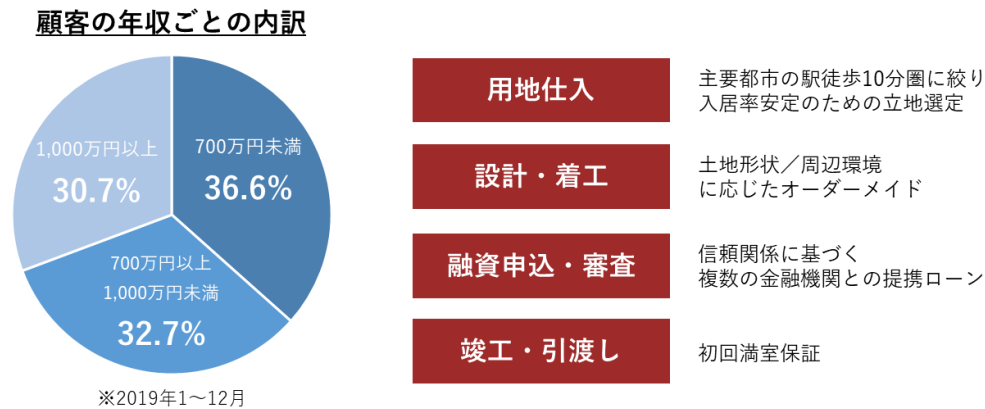 顧客の年収ごとの内訳
1,000万円以上
30.7%
700万円未満
36.6%
700万円以上
1,000万円未満
32.7%
※2019年1～12月
用地仕入
主要都市の駅徒歩10分圏に絞り
入居率安定のための立地選定
設計・着工
土地形状／周辺環境
に応じたオーダーメイド
融資申込・審査
信頼関係に基づく
複数の金融機関との提携ローン
竣工・引渡し
初回満室保証